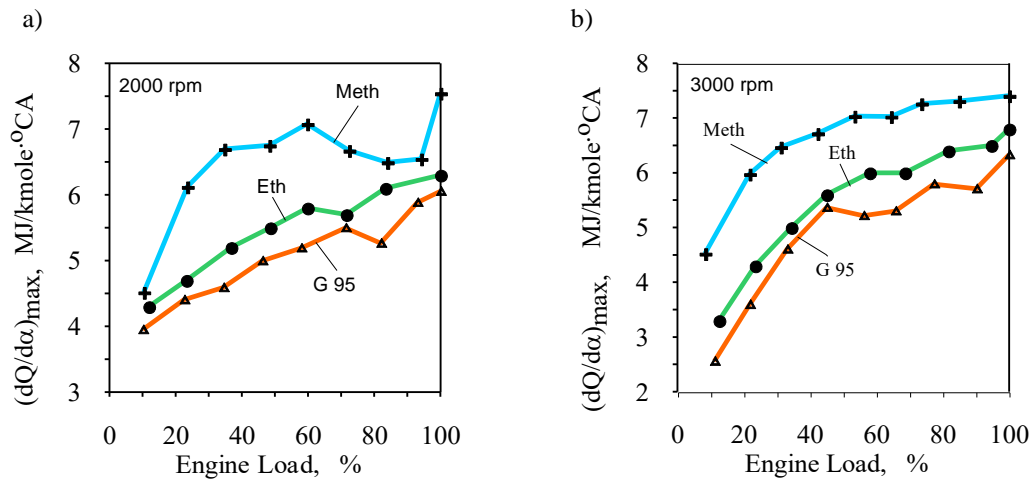 a)
(dQ/dα)max, MJ/kmole·ºCA
8
7
6
5
4
3
2000 rpm
Meth
Eth
G 95
0 20 40 60 80 100
Engine Load, %
b)
(dQ/dα)max, MJ/kmole·ºCA
8
7
6
5
4
3
2
3000 rpm
Meth
Eth
G 95
0 20 40 60 80 100
Engine Load, %